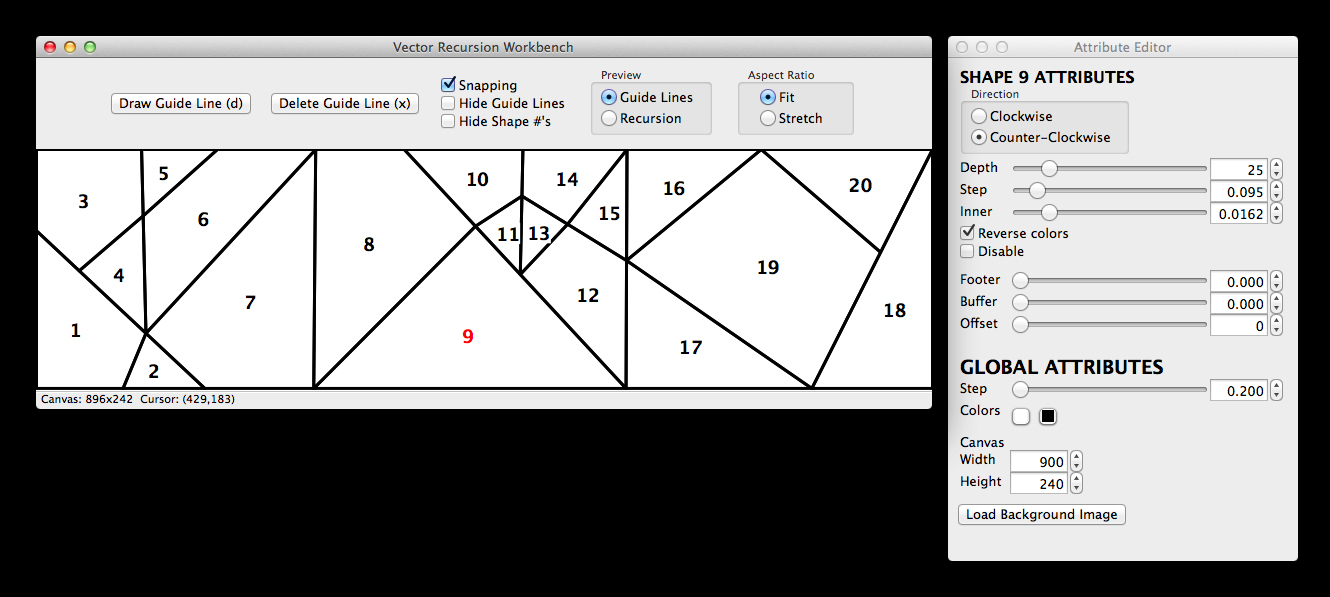 Vector Recursion Workbench
Draw Guide Line (d)
Delete Guide Line (x)
Snapping
Hide Guide Lines
Hide Shape #'s
Preview
Guide Lines
Recursion
Aspect Ratio
Fit
Stretch
1
2
3
4
5
6
7
8
9
10
11
12
13
14
15
16
17
18
19
20
Canvas: 896x242 Cursor: (429,183)
Attribute Editor
SHAPE 9 ATTRIBUTES
Direction
Clockwise
Counter-Clockwise
Depth 25
Step 0.095
Inner 0.0162
Reverse colors
Disable
Footer 0.000
Buffer 0.000
Offset 0
GLOBAL ATTRIBUTES
Step 0.200
Colors
Canvas
Width 900
Height 240
Load Background Image